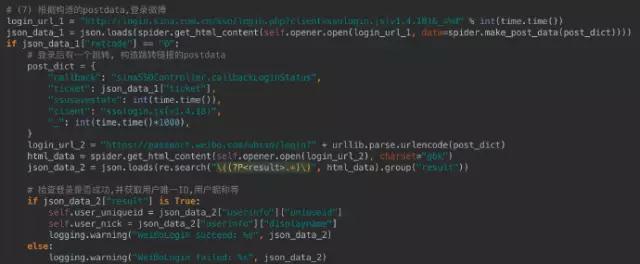 # (7) 根据构造的postdata,登录微博
login_url_1 = "http://login.sina.com.cn/sso/login.php?client=ssologin.js(v1.4.18)&_=%d" % int(time.time())
json_data_1 = json.loads(spider.get_html_content(self.opener.open(login_url_1, data=spider.make_post_data(post_dict))))
if json_data_1["retcode"] == "0":
# 登录后有一个跳转, 构造跳转链接的postdata
post_dict = {
"callback": "sinaSSOController.callbackLoginStatus",
"ticket": json_data_1["ticket"],
"ssosavestate": int(time.time()),
"client": "ssologin.js(v1.4.18)",
"_": int(time.time()*1000),
}
login_url_2 = "https://passport.weibo.com/wbsso/login?" + urllib.parse.urlencode(post_dict)
html_data = spider.get_html_content(self.opener.open(login_url_2), charset="gbk")
json_data_2 = json.loads(re.search("\((?P<result>.*)\)", html_data).group("result"))
# 检查登录是否成功,并获取用户唯一ID,用户昵称等
if json_data_2["result"] is True:
self.user_uniqueid = json_data_2["userinfo"]["uniqueid"]
self.user_nick = json_data_2["userinfo"]["displayname"]
logging.warning("WeiBoLogin succeed: %s", json_data_2)
else:
logging.warning("WeiBoLogin failed: %s", json_data_2)